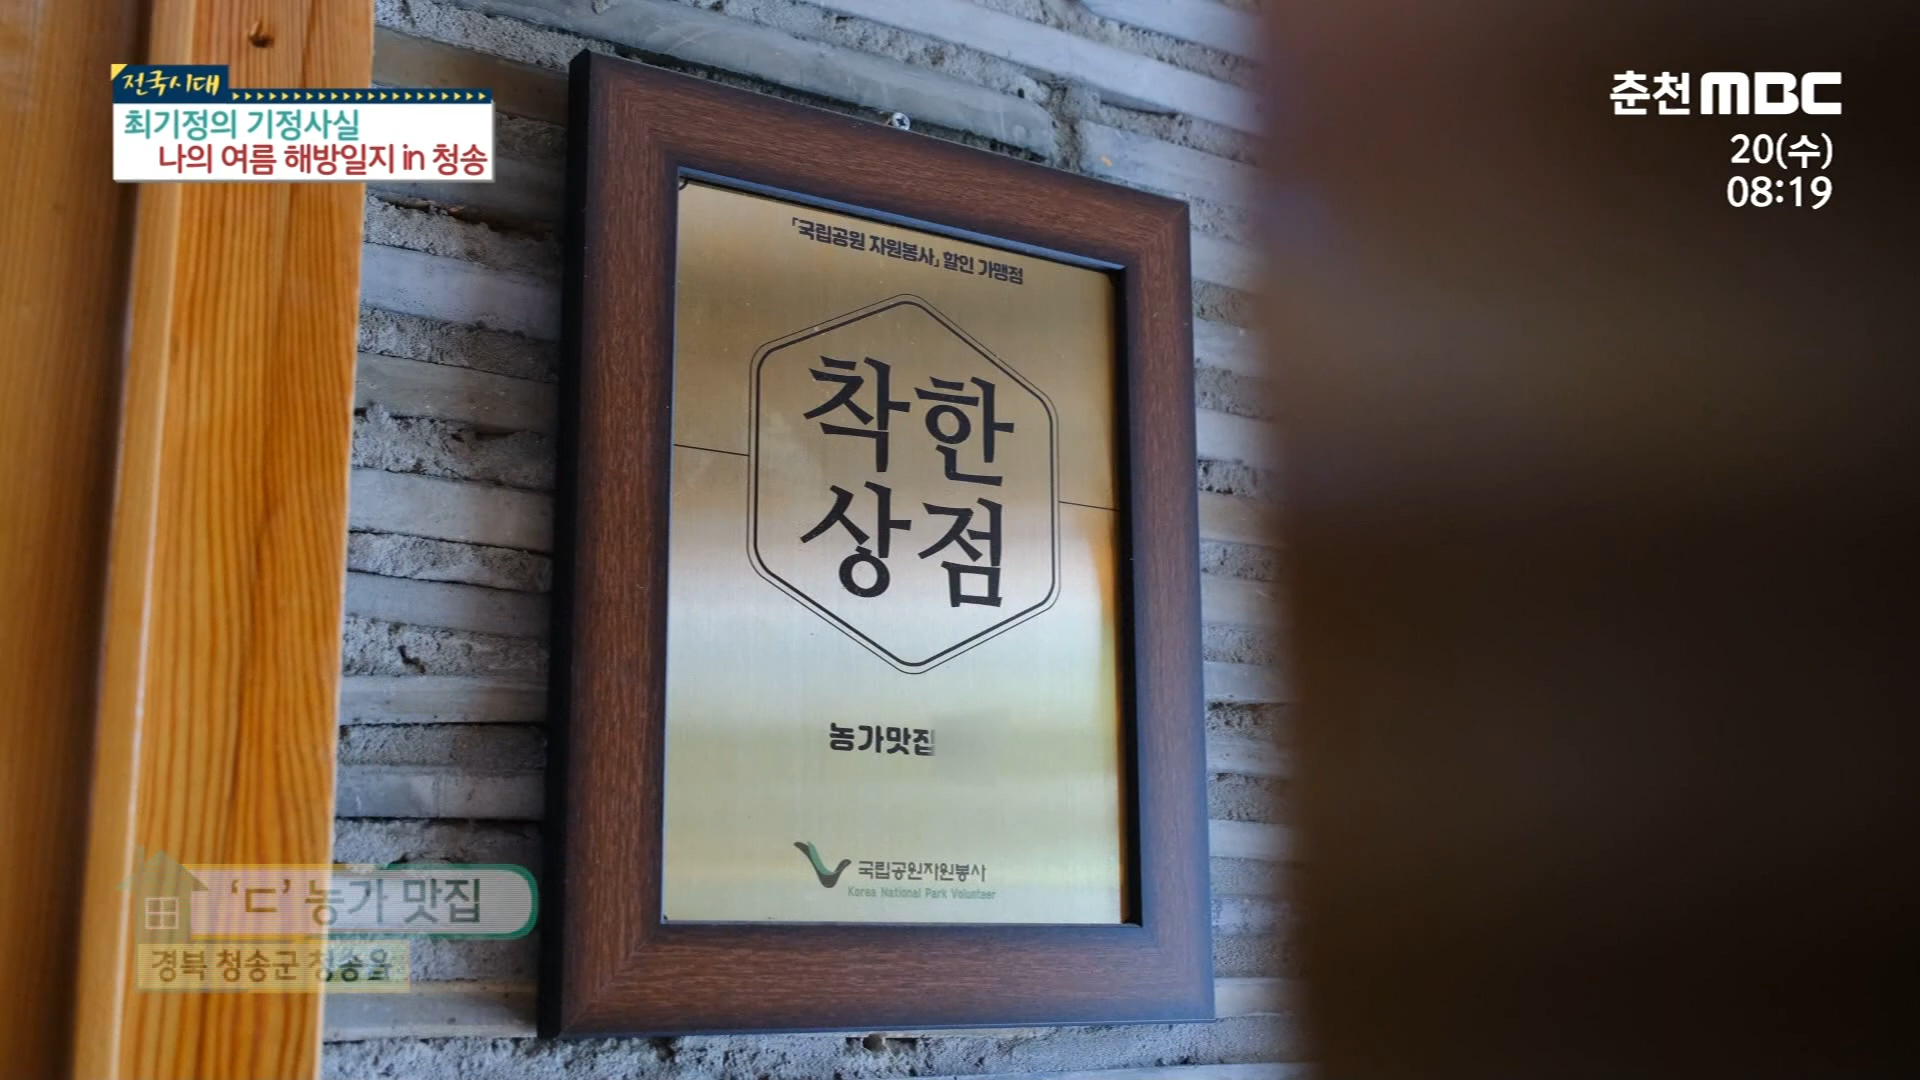 전국시대
최기정의 기정사실
나의 여름 해방일지 in 청송
춘천MBC
20(수)
08:19
「국립공원 자원봉사」 할인 가맹점
착한
상점
농가맛집
국립공원자원봉사
Korea National Park Volunteer
'ㄷ' 농가 맛집
경북 청송군 청송읍